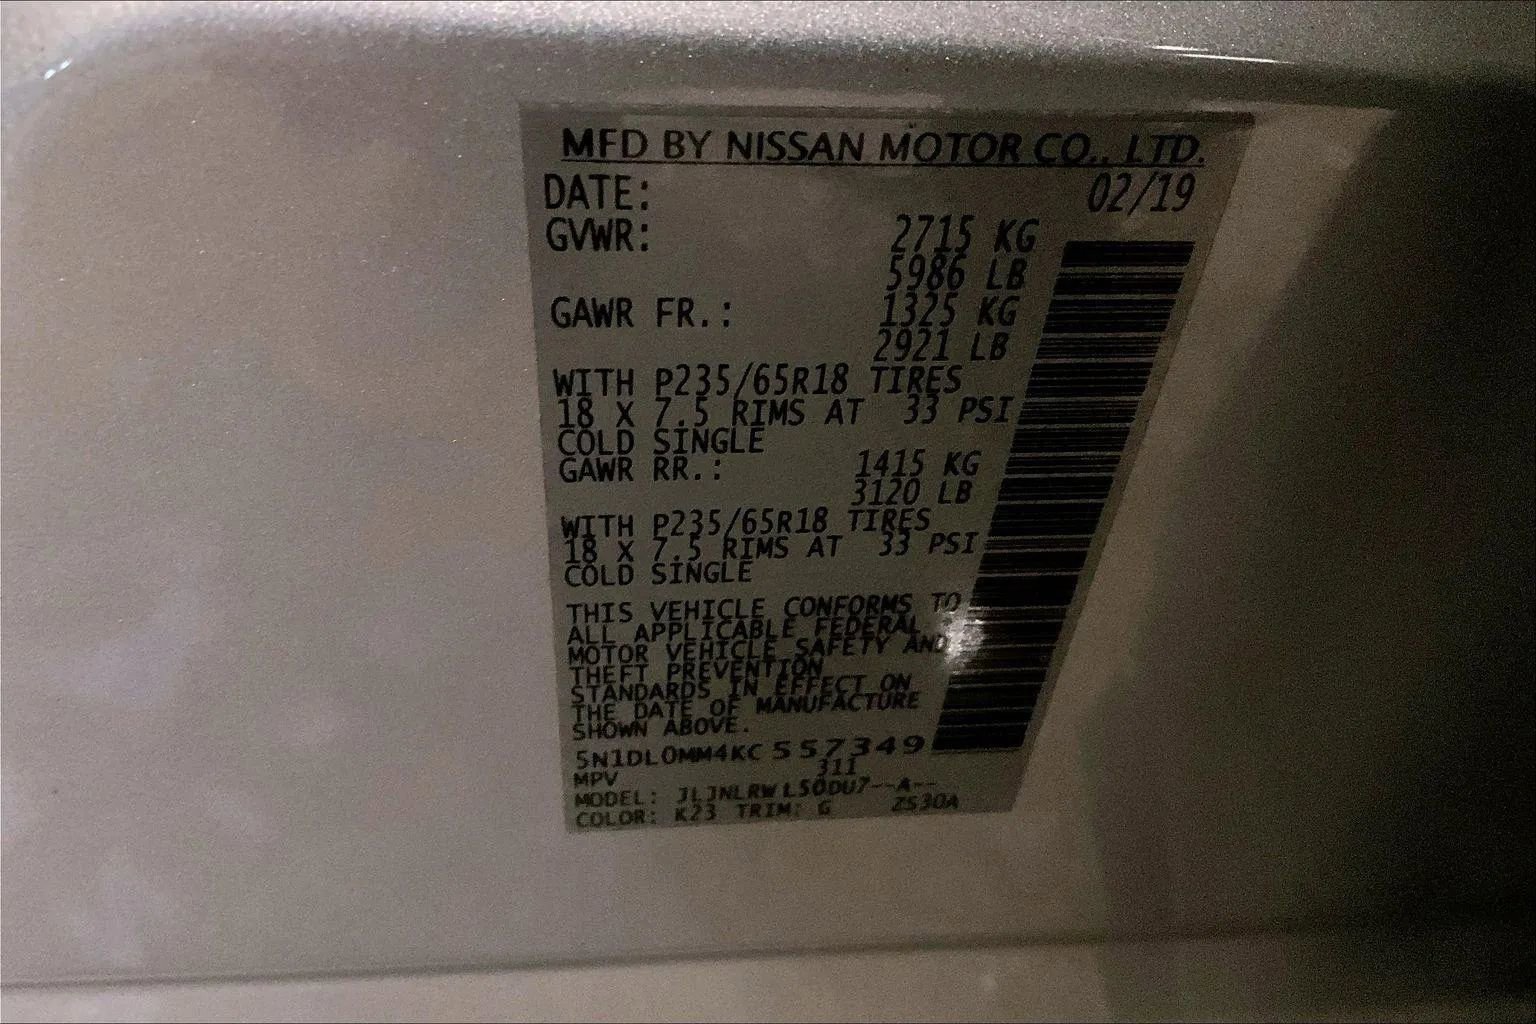 MFD BY NISSAN MOTOR CO., LTD.
DATE: 02/19
GVWR: 2715 KG
5986 LB
GAWR FR.: 1325 KG
2921 LB
WITH P235/65R18 TIRES
18 X 7.5 RIMS AT 33 PSI
COLD SINGLE
GAWR RR.: 1415 KG
3120 LB
WITH P235/65R18 TIRES
18 X 7.5 RIMS AT 33 PSI
COLD SINGLE
THIS VEHICLE CONFORMS TO
ALL APPLICABLE FEDERAL
MOTOR VEHICLE SAFETY AND
THEFT PREVENTION
STANDARDS IN EFFECT ON
THE DATE OF MANUFACTURE
SHOWN ABOVE.
5N1DL0MM4KC557349
MPV 311
MODEL: JLJNLRWL50DU7--A--
COLOR: K23 TRIM: G Z530A